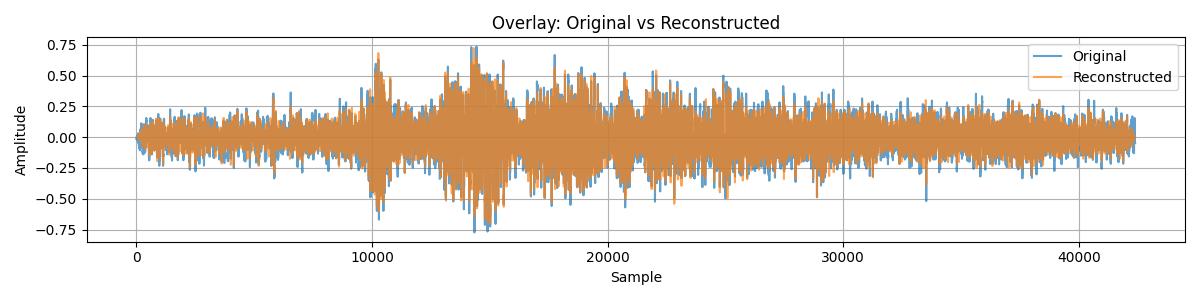 Overlay: Original vs Reconstructed
Original
Reconstructed
Amplitude
0.75
0.50
0.25
0.00
−0.25
−0.50
−0.75
0 10000 20000 30000 40000
Sample